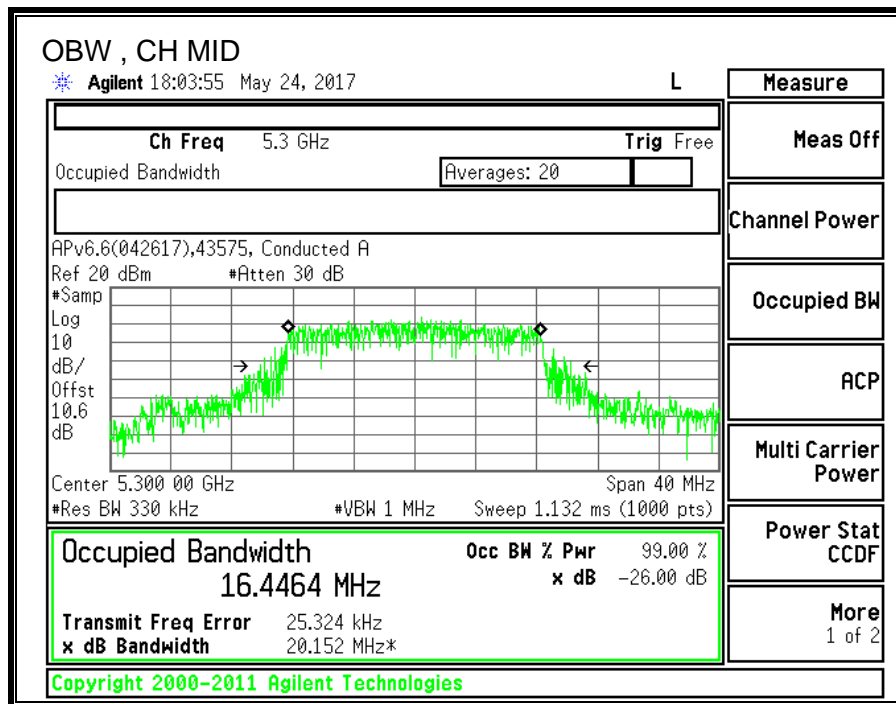 OBW , CH MID
Agilent 18:03:55 May 24, 2017 L
Measure
Ch Freq 5.3 GHz Trig Free
Meas Off
Occupied Bandwidth Averages: 20
Channel Power
APv6.6(042617),43575, Conducted A
Ref 20 dBm #Atten 30 dB
#Samp
Log
10
dB/
Offst
10.6
dB
Occupied BW
ACP
Multi Carrier
Power
Center 5.300 00 GHz Span 40 MHz
#Res BW 330 kHz #VBW 1 MHz Sweep 1.132 ms (1000 pts)
Power Stat
CCDF
Occupied Bandwidth Occ BW % Pwr 99.00 %
16.4464 MHz x dB -26.00 dB
Transmit Freq Error 25.324 kHz
x dB Bandwidth 20.152 MHz*
More
1 of 2
Copyright 2000-2011 Agilent Technologies